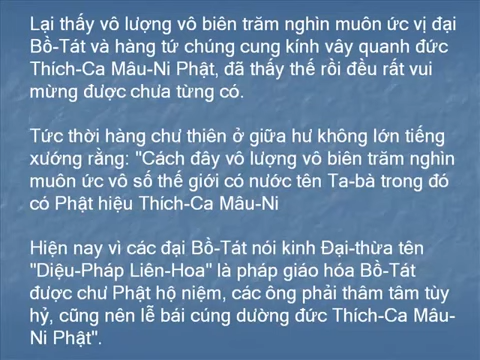 Lại thấy vô lượng vô biên trăm nghìn muôn ức vị đại
Bồ-Tát và hàng tứ chúng cung kính vây quanh đức
Thích-Ca Mâu-Ni Phật, đã thấy thế rồi đều rất vui
mừng được chưa từng có.
Tức thời hàng chư thiên ở giữa hư không lớn tiếng
xướng rằng: "Cách đây vô lượng vô biên trăm nghìn
muôn ức vô số thế giới có nước tên Ta-bà trong đó
có Phật hiệu Thích-Ca Mâu-Ni
Hiện nay vì các đại Bồ-Tát nói kinh Đại-thừa tên
"Diệu-Pháp Liên-Hoa" là pháp giáo hóa Bồ-Tát
được chư Phật hộ niệm, các ông phải thâm tâm tùy
hỷ, cũng nên lễ bái cúng dường đức Thích-Ca Mâu-
Ni Phật".